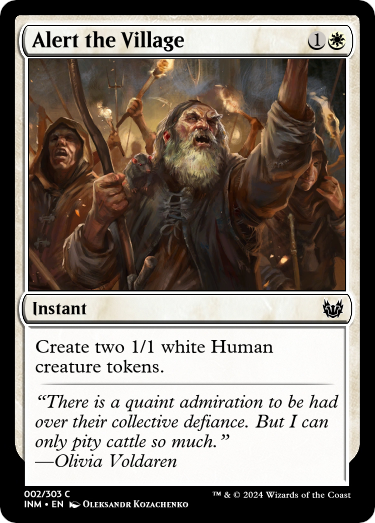 Alert the Village 1
Instant
Create two 1/1 white Human
creature tokens.
“There is a quaint admiration to be had
over their collective defiance. But I can
only pity cattle so much.”
—Olivia Voldaren
002/303 C
INM • EN Oleksandr Kozachenko ™ & © 2024 Wizards of the Coast